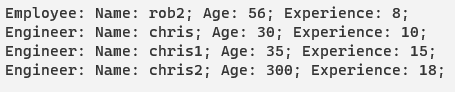 Employee: Name: rob2; Age: 56; Experience: 8;
Engineer: Name: chris; Age: 30; Experience: 10;
Engineer: Name: chris1; Age: 35; Experience: 15;
Engineer: Name: chris2; Age: 300; Experience: 18;